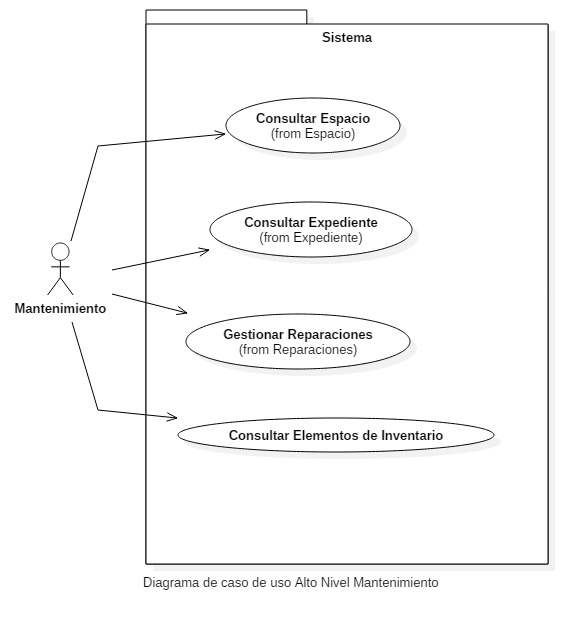 Sistema
Consultar Espacio
(from Espacio)
Consultar Expediente
(from Expediente)
Mantenimiento
Gestionar Reparaciones
(from Reparaciones)
Consultar Elementos de Inventario
Diagrama de caso de uso Alto Nivel Mantenimiento